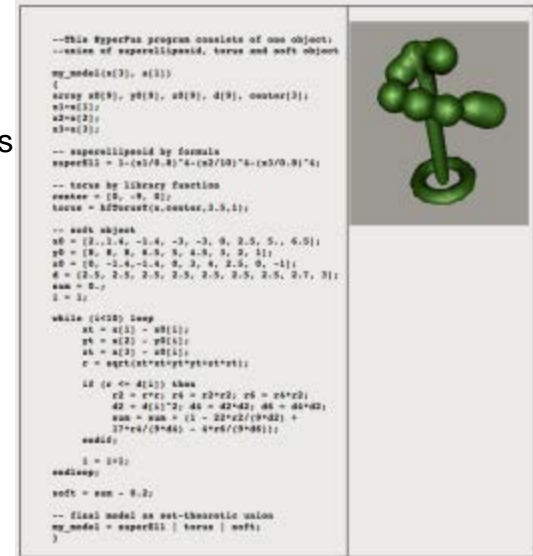 s
--This HyperFun program consists of one object:
--union of superellipsoid, torus and soft object
my_model(x[3], a[1])
{
array x0[9], y0[9], z0[9], d[9], center[3];
x1=x[1];
x2=x[2];
x3=x[3];
-- superellipsoid by formula
superEll = 1-(x1/0.8)^4-(x2/10)^4-(x3/0.8)^4;
-- torus by library function
center = [0, -9, 0];
torus = hfTorusY(x,center,3.5,1);
-- soft object
x0 = [2.,1.4, -1.4, -3, -3, 0, 2.5, 5., 6.5];
y0 = [8, 8, 8, 6.5, 5, 4.5, 3, 2, 1];
z0 = [0, -1.4,-1.4, 0, 3, 4, 2.5, 0, -1];
d = [2.5, 2.5, 2.5, 2.5, 2.5, 2.5, 2.5, 2.7, 3];
sum = 0.;
i = 1;
while (i<10) loop
xt = x[1] - x0[i];
yt = x[2] - y0[i];
zt = x[3] - z0[i];
r = sqrt(xt*xt+yt*yt+zt*zt);
if (r <= d[i]) then
r2 = r*r; r4 = r2*r2; r6 = r4*r2;
d2 = d[i]^2; d4 = d2*d2; d6 = d4*d2;
sum = sum + (1 - 22*r2/(9*d2) +
17*r4/(9*d4) - 4*r6/(9*d6));
endif;
i = i+1;
endloop;
soft = sum - 0.2;
-- final model as set-theoretic union
my_model = superEll | torus | soft;
}